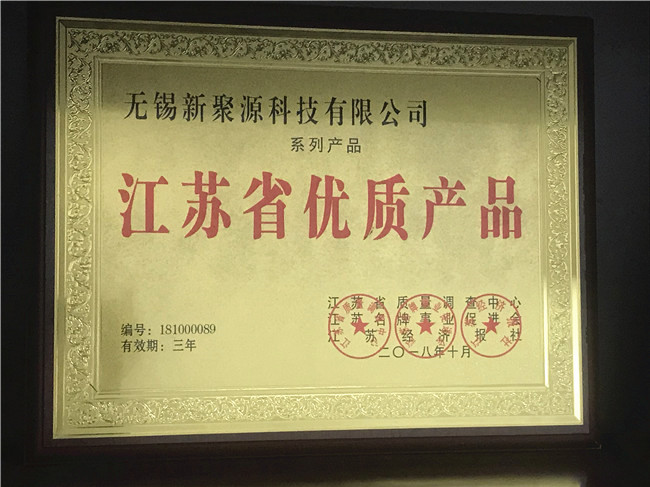 无锡新聚源科技有限公司
系列产品
江苏省优质产品
编号：181000089
有效期：三年
江苏省质量调查中心
江苏名牌事业促进会
江苏经济报社
二〇一八年十月